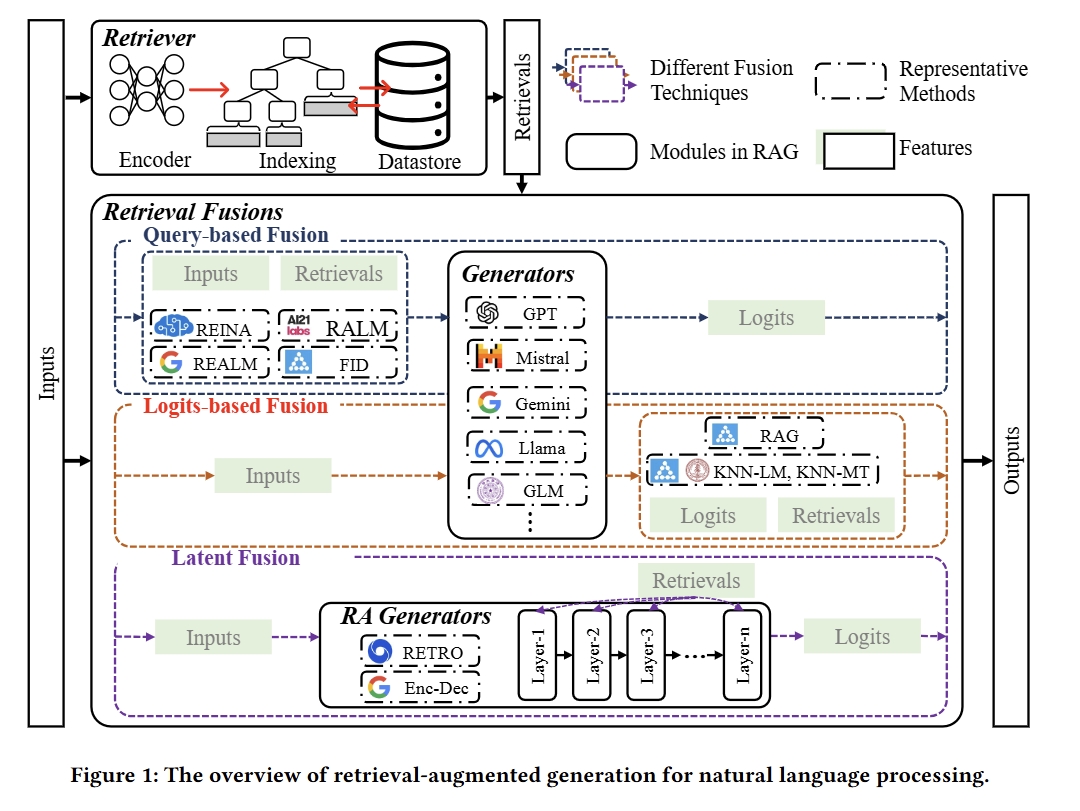 Inputs
Retriever
Encoder
Indexing
Datastore
Retrievals
Different Fusion
Techniques
Representative
Methods
Modules in RAG
Features
Retrieval Fusions
Query-based Fusion
Inputs
Retrievals
REINA
AI21
labs
RALM
REALM
FID
Generators
GPT
Mistral
Gemini
Llama
GLM
Logits
Logits-based Fusion
Inputs
RAG
KNN-LM, KNN-MT
Logits
Retrievals
Latent Fusion
Inputs
RA Generators
RETRO
Enc-Dec
Retrievals
Layer-1
Layer-2
Layer-3
Layer-n
Logits
Outputs
Figure 1: The overview of retrieval-augmented generation for natural language processing.